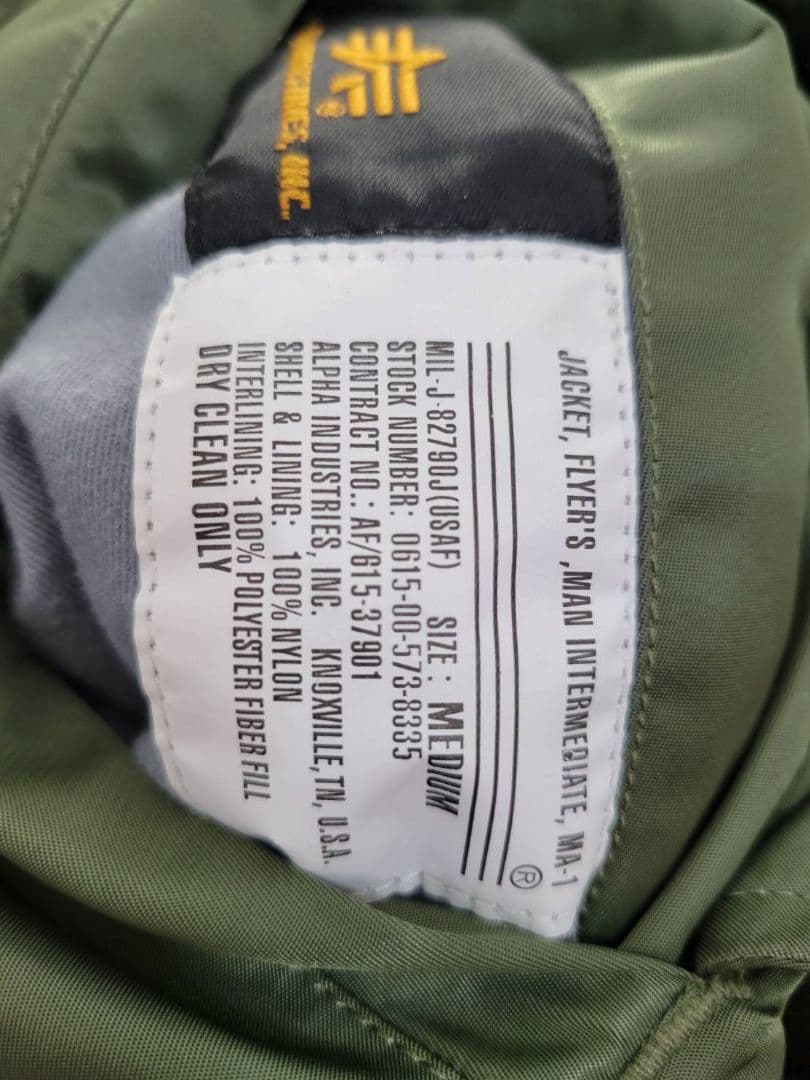 INDUSTRIES, INC.
®
JACKET, FLYER'S ,MAN INTERMEDIATE, MA-1
®
MIL-J-82790J(USAF) SIZE : MEDIUM
STOCK NUMBER: 0615-00-573-8335
CONTRACT NO.: AF/615-37901
ALPHA INDUSTRIES, INC. KNOXVILLE,TN, U.S.A.
SHELL & LINING: 100% NYLON
INTERLINING: 100% POLYESTER FIBER FILL
DRY CLEAN ONLY